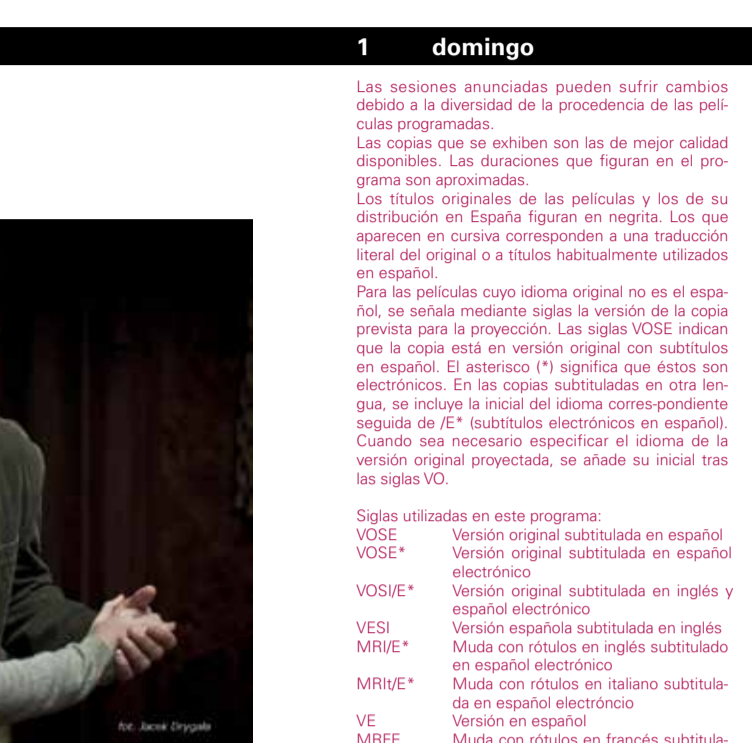 1 domingo
Las sesiones anunciadas pueden sufrir cambios
debido a la diversidad de la procedencia de las pelí-
culas programadas.
Las copias que se exhiben son las de mejor calidad
disponibles. Las duraciones que figuran en el pro-
grama son aproximadas.
Los títulos originales de las películas y los de su
distribución en España figuran en negrita. Los que
aparecen en cursiva corresponden a una traducción
literal del original o a títulos habitualmente utilizados
en español.
Para las películas cuyo idioma original no es el espa-
ñol, se señala mediante siglas la versión de la copia
prevista para la proyección. Las siglas VOSE indican
que la copia está en versión original con subtítulos
en español. El asterisco (*) significa que éstos son
electrónicos. En las copias subtituladas en otra len-
gua, se incluye la inicial del idioma corres-pondiente
seguida de /E* (subtítulos electrónicos en español).
Cuando sea necesario especificar el idioma de la
versión original proyectada, se añade su inicial tras
las siglas VO.
Siglas utilizadas en este programa:
VOSE Versión original subtitulada en español
VOSE* Versión original subtitulada en español
electrónico
VOSI/E* Versión original subtitulada en inglés y
español electrónico
VESI Versión española subtitulada en inglés
MRI/E* Muda con rótulos en inglés subtitulado
en español electrónico
MRIt/E* Muda con rótulos en italiano subtitula-
da en español electróncio
VE Versión en español
MRFE Muda con rótulos en francés subtitula-
fot. Jacek Drygała